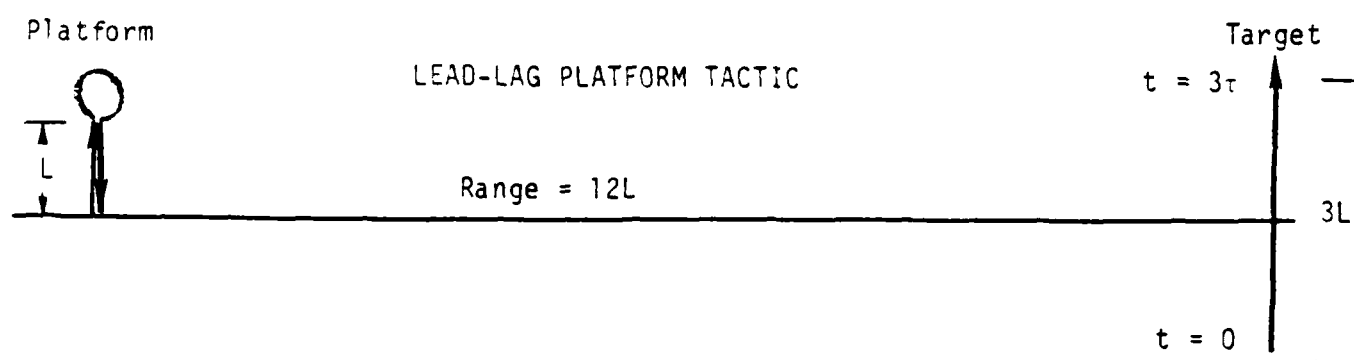 Platform
Target
LEAD-LAG PLATFORM TACTIC
t = 3τ
L
Range = 12L
3L
t = 0